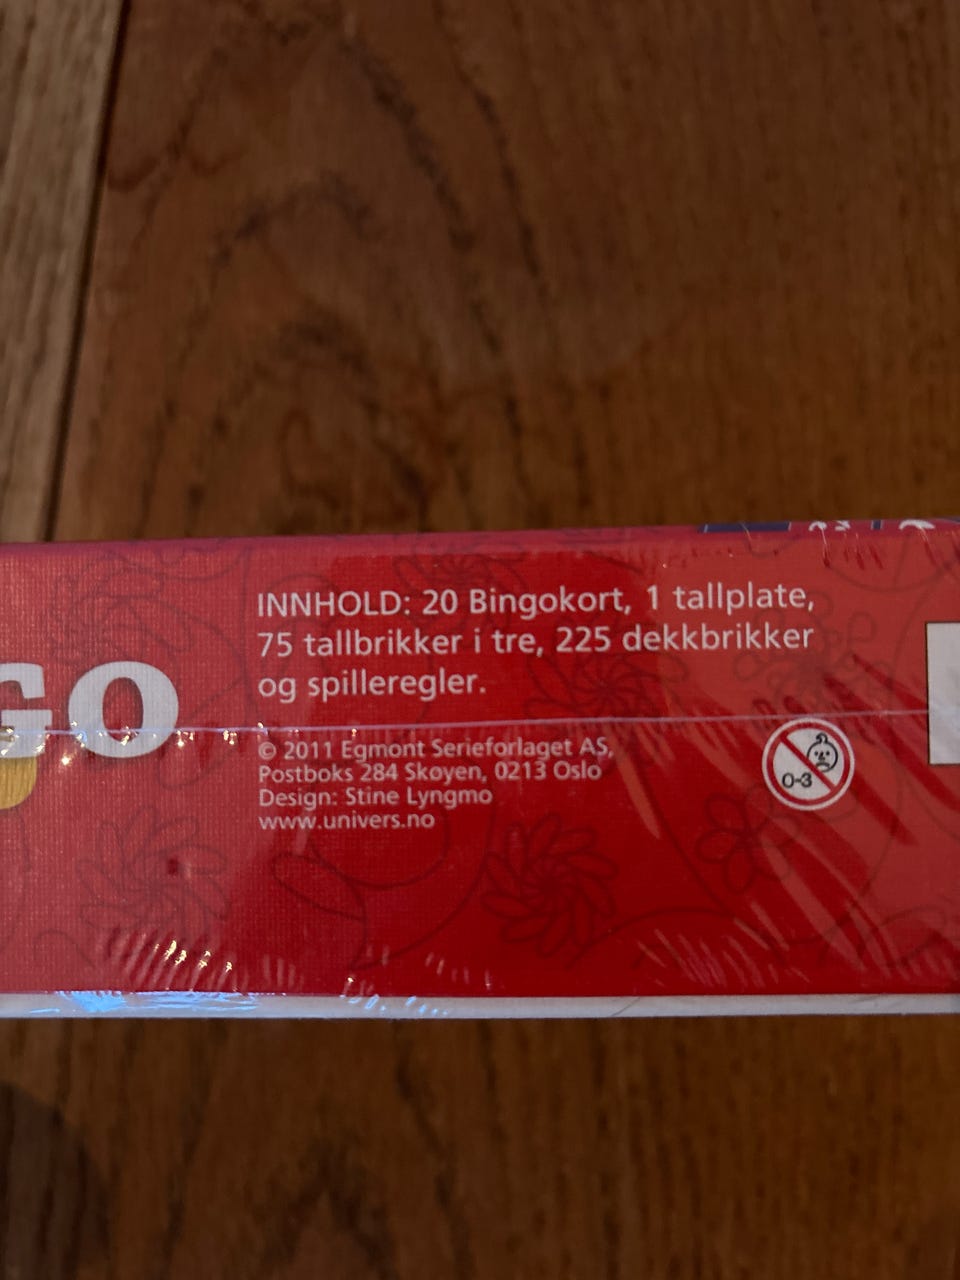 GO
INNHOLD: 20 Bingokort, 1 tallplate,
75 tallbrikker i tre, 225 dekkbrikker
og spilleregler.
© 2011 Egmont Serieforlaget AS,
Postboks 284 Skøyen, 0213 Oslo
Design: Stine Lyngmo
www.univers.no
0-3